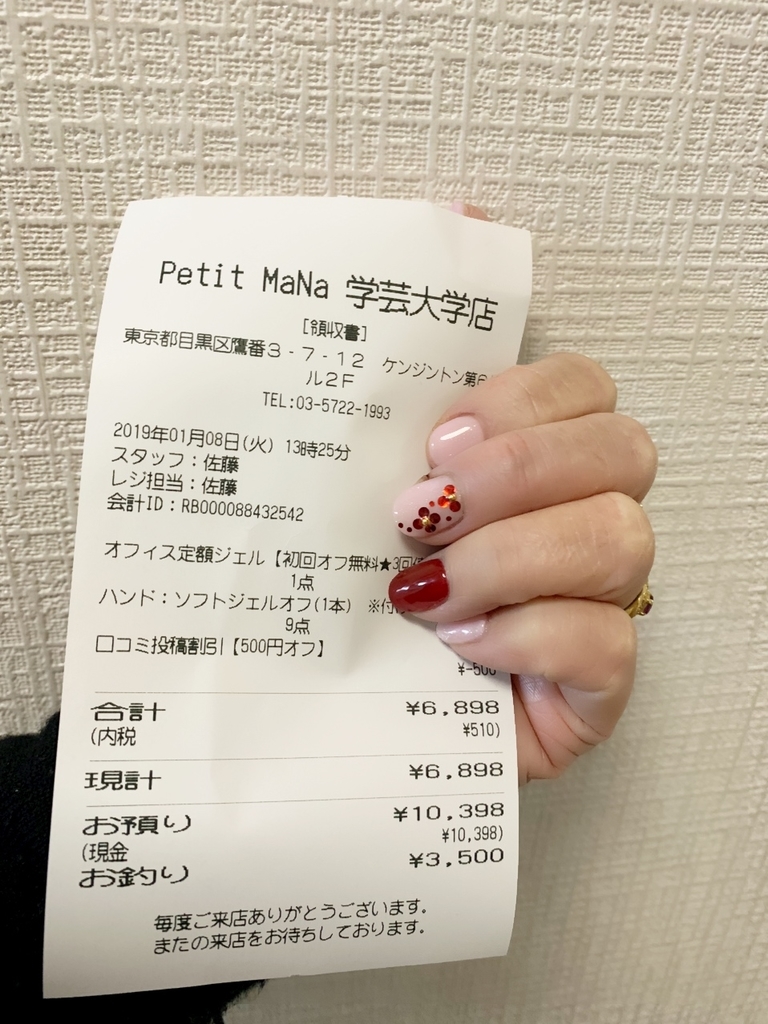 Petit MaNa 学芸大学店
[領収書]
東京都目黒区鷹番3-7-12 ケンジントン第
ル2F
TEL:03-5722-1993
2019年01月08日(火) 13時25分
スタッフ:佐藤
レジ担当:佐藤
会計ID:RB000088432542
オフィス定額ジェル【初回オフ無料★3回
1点
ハンド:ソフトジェルオフ(1本) ※付
9点
口コミ投稿割引【500円オフ】
¥-500
合計 ¥6,898
(内税 ¥510)
現計 ¥6,898
お預り ¥10,398
(現金 ¥10,398)
お釣り ¥3,500
毎度ご来店ありがとうございます。
またの来店をお待ちしております。